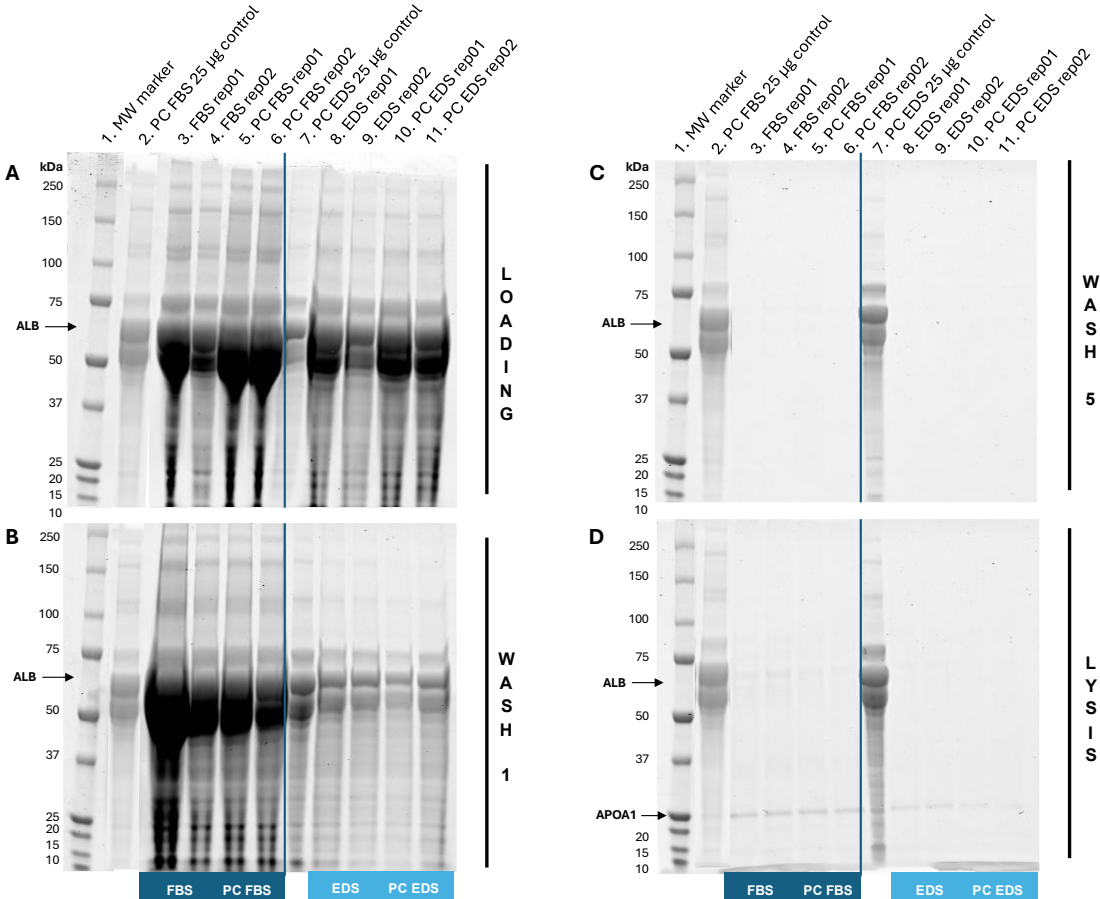 1. MW marker
2. PC FBS 25 µg control
3. FBS rep01
4. FBS rep02
5. PC FBS rep01
6. PC FBS rep02
7. PC EDS 25 µg control
8. EDS rep01
9. EDS rep02
10. PC EDS rep01
11. PC EDS rep02
A
kDa
250
150
100
75
ALB
50
37
25
20
15
10
LOADING
B
250
150
100
75
ALB
50
37
25
20
15
10
WASH 1
FBS PC FBS EDS PC EDS
1. MW marker
2. PC FBS 25 µg control
3. FBS rep01
4. FBS rep02
5. PC FBS rep01
6. PC FBS rep02
7. PC EDS 25 µg control
8. EDS rep01
9. EDS rep02
10. PC EDS rep01
11. PC EDS rep02
C
kDa
250
150
100
75
ALB
50
37
25
20
15
10
WASH 5
D
250
150
100
75
ALB
50
37
APOA1
20
15
10
LYSIS
FBS PC FBS EDS PC EDS